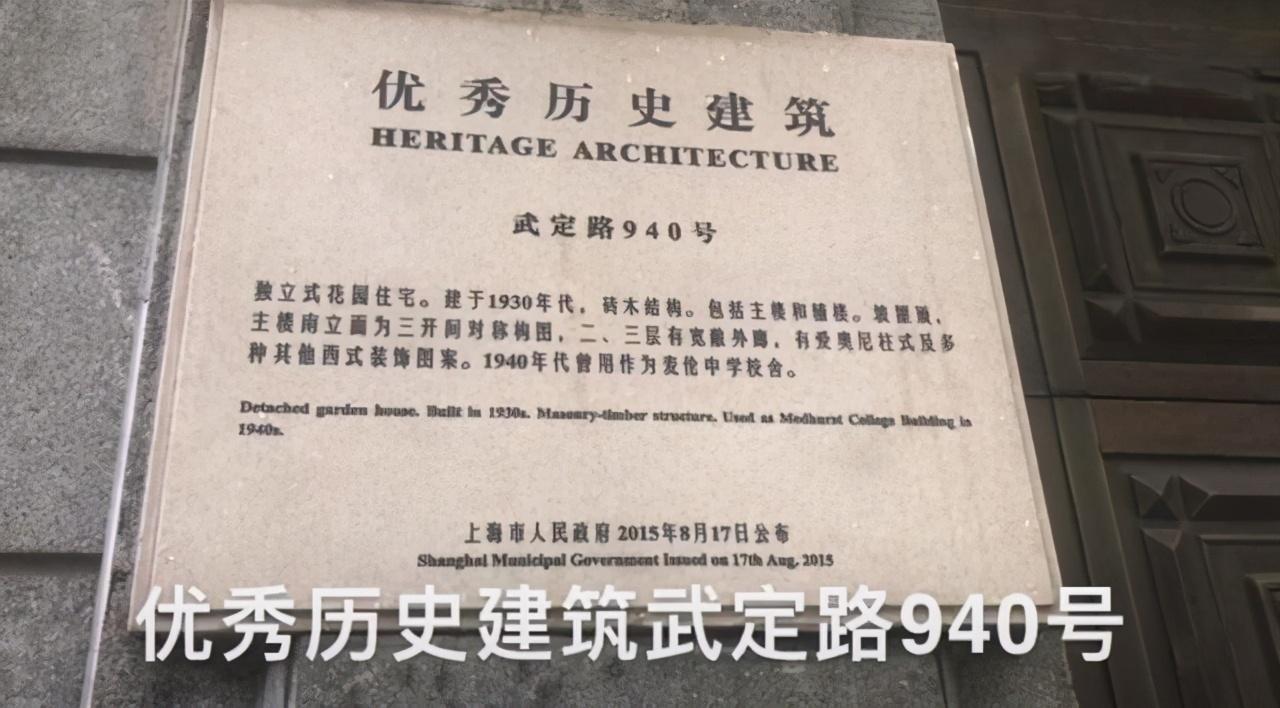 优秀历史建筑
HERITAGE ARCHITECTURE
武定路940号
独立式花园住宅。建于1930年代，砖木结构。包括主楼和辅楼。坡屋顶，
主楼南立面为三开间对称构图，二、三层有宽敞外廊，有爱奥尼柱式及多
种其他西式装饰图案。1940年代曾用作为麦伦中学校舍。
Detached garden house. Built in 1930s. Masonry-timber structure. Used as Medhurst College Building in
1940s.
上海市人民政府 2015年8月17日公布
Shanghai Municipal Government Issued on 17th Aug. 2015
优秀历史建筑武定路940号